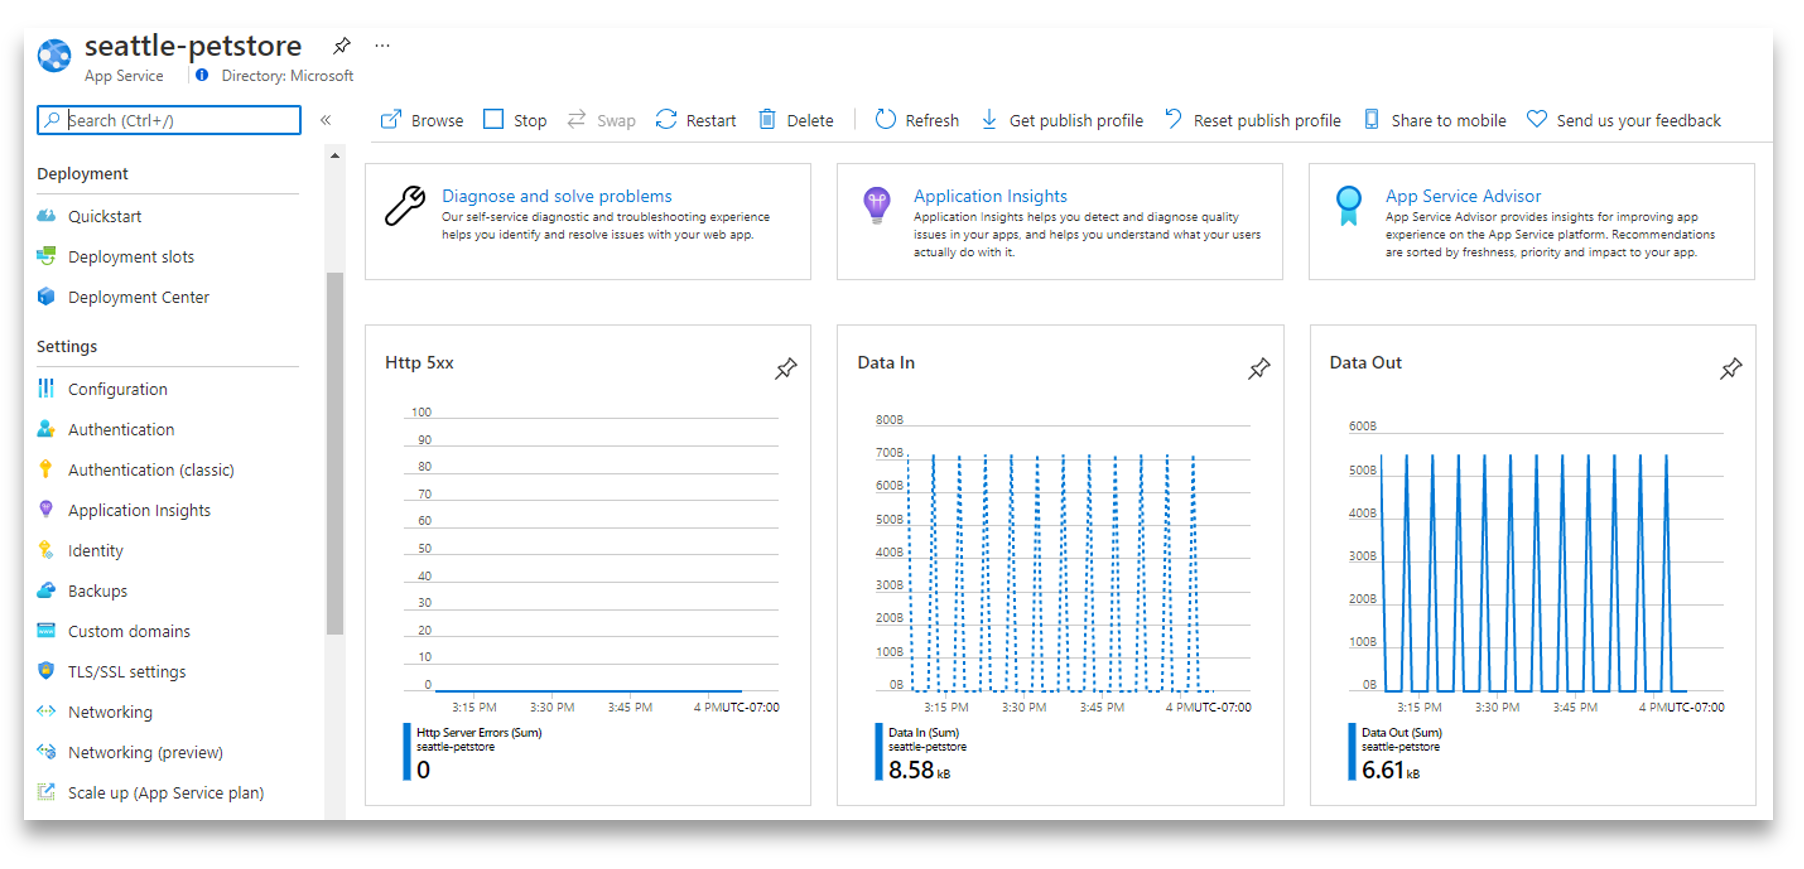 seattle-petstore
App Service
Directory: Microsoft
Search (Ctrl+/)
Browse
Stop
Swap
Restart
Delete
Refresh
Get publish profile
Reset publish profile
Share to mobile
Send us your feedback
Deployment
Quickstart
Deployment slots
Deployment Center
Settings
Configuration
Authentication
Authentication (classic)
Application Insights
Identity
Backups
Custom domains
TLS/SSL settings
Networking
Networking (preview)
Scale up (App Service plan)
Diagnose and solve problems
Our self-service diagnostic and troubleshooting experience
helps you identify and resolve issues with your web app.
Application Insights
Application Insights helps you detect and diagnose quality
issues in your apps, and helps you understand what your users
actually do with it.
App Service Advisor
App Service Advisor provides insights for improving app
experience on the App Service platform. Recommendations
are sorted by freshness, priority and impact to your app.
Http 5xx
100
90
80
70
60
50
40
30
20
10
0
3:15 PM
3:30 PM
3:45 PM
4 PM
UTC-07:00
Http Server Errors (Sum)
seattle-petstore
0
Data In
800B
700B
600B
500B
400B
300B
200B
100B
0B
3:15 PM
3:30 PM
3:45 PM
4 PM
UTC-07:00
Data In (Sum)
seattle-petstore
8.58 kB
Data Out
600B
500B
400B
300B
200B
100B
0B
3:15 PM
3:30 PM
3:45 PM
4 PM
UTC-07:00
Data Out (Sum)
seattle-petstore
6.61 kB